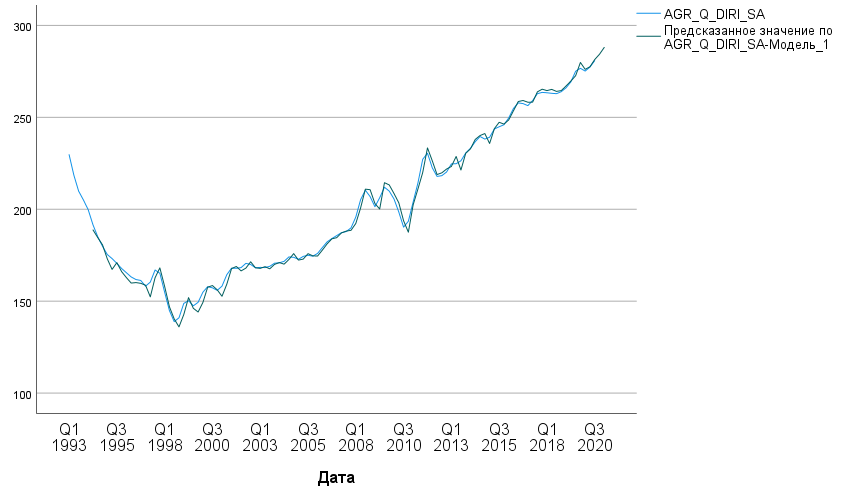 AGR_Q_DIRI_SA
Предсказанное значение по
AGR_Q_DIRI_SA-Модель_1
300
250
200
150
100
Q1 Q3 Q1 Q3 Q1 Q3 Q1 Q3 Q1 Q3 Q1 Q3
1993 1995 1998 2000 2003 2005 2008 2010 2013 2015 2018 2020
Дата